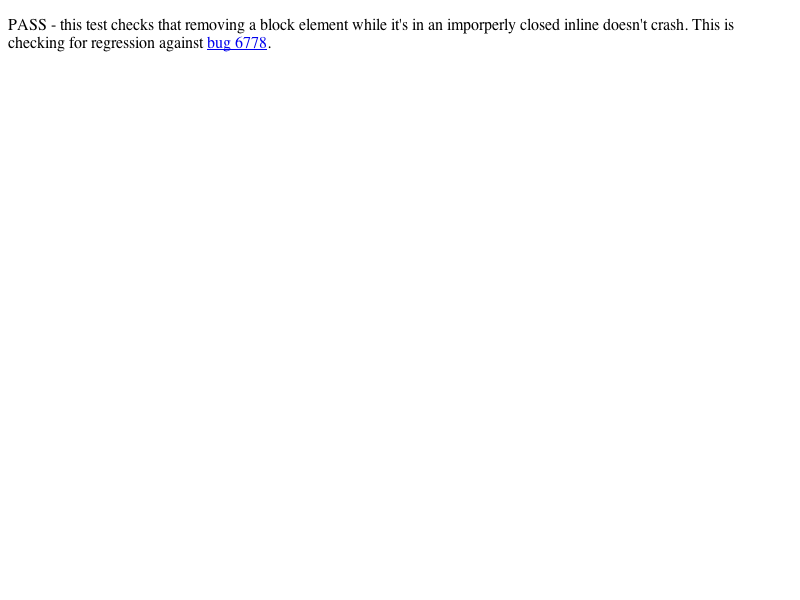 PASS - this test checks that removing a block element while it's in an imporperly closed inline doesn't crash. This is
checking for regression against bug 6778.